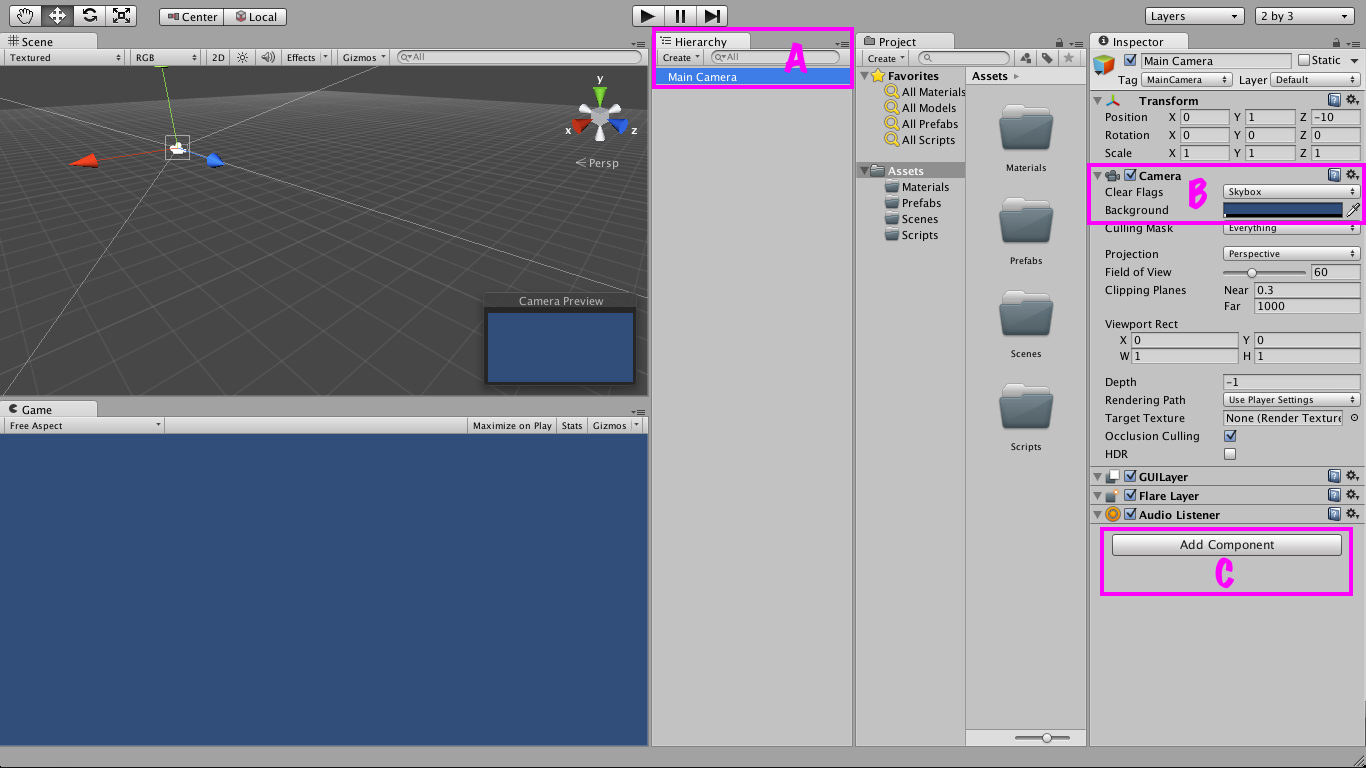 Center Local
Layers 2 by 3
Scene
Textured RGB 2D Effects Gizmos All
y
x z
Persp
Camera Preview
Game
Free Aspect Maximize on Play Stats Gizmos
Hierarchy
Create All
A
Main Camera
Project
Create
Favorites
All Materials
All Models
All Prefabs
All Scripts
Assets
Materials
Prefabs
Scenes
Scripts
Assets
Materials
Prefabs
Scenes
Scripts
Inspector
Main Camera Static
Tag MainCamera Layer Default
Transform
Position X 0 Y 1 Z -10
Rotation X 0 Y 0 Z 0
Scale X 1 Y 1 Z 1
Camera
B
Clear Flags Skybox
Background
Culling Mask Everything
Projection Perspective
Field of View 60
Clipping Planes Near 0.3
Far 1000
Viewport Rect
X 0 Y 0
W 1 H 1
Depth -1
Rendering Path Use Player Settings
Target Texture None (Render Texture
Occlusion Culling
HDR
GUILayer
Flare Layer
Audio Listener
Add Component
C